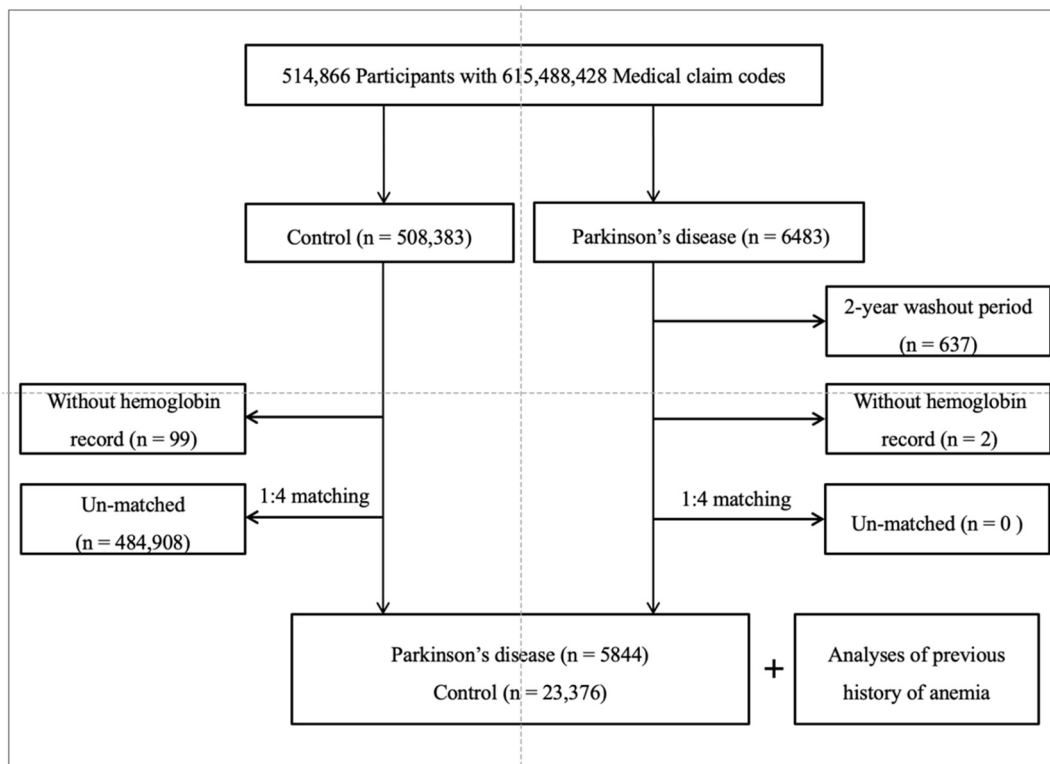 514,866 Participants with 615,488,428 Medical claim codes
Control (n = 508,383)
Parkinson’s disease (n = 6483)
2-year washout period
(n = 637)
Without hemoglobin
record (n = 99)
Without hemoglobin
record (n = 2)
Un-matched
(n = 484,908)
1:4 matching
1:4 matching
Un-matched (n = 0 )
Parkinson’s disease (n = 5844)
Control (n = 23,376)
+
Analyses of previous
history of anemia